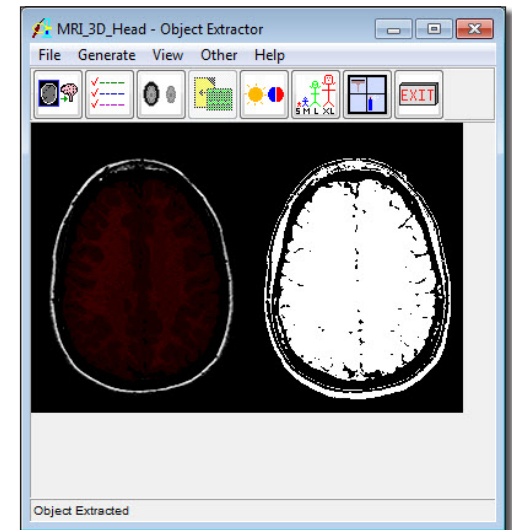 MRI_3D_Head - Object Extractor
File Generate View Other Help
S M L XL EXIT
Object Extracted